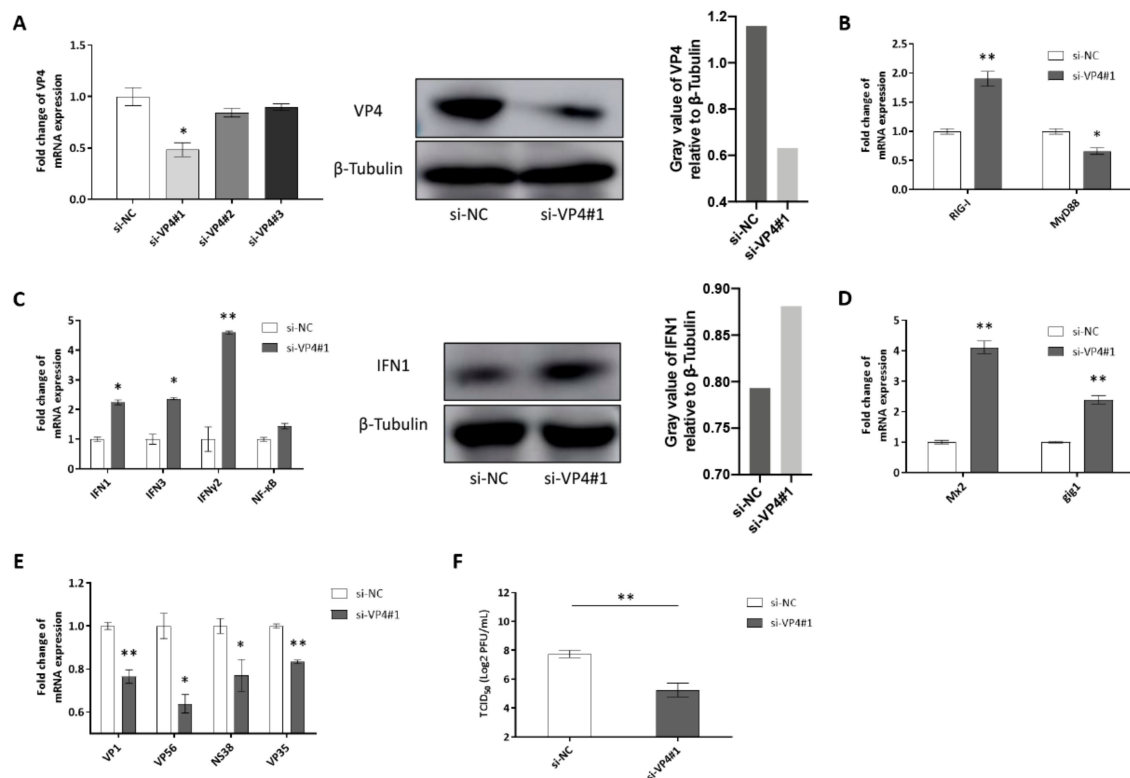 A
Fold change of VP4
mRNA expression
1.5
1.0
0.5
0.0
*
si-NC
si-VP4#1
si-VP4#2
si-VP4#3
VP4
β-Tubulin
si-NC
si-VP4#1
Gray value of VP4
relative to β-Tubulin
1.2
1.0
0.8
0.6
0.4
si-NC
si-VP4#1
B
Fold change of
mRNA expression
2.5
2.0
1.5
1.0
0.5
0.0
**
*
si-NC
si-VP4#1
RIG-I
MyD88
C
Fold change of
mRNA expression
5
4
3
2
1
0
*
*
**
si-NC
si-VP4#1
IFN1
IFN3
IFNγ2
NF-κB
IFN1
β-Tubulin
si-NC
si-VP4#1
Gray value of IFN1
relative to β-Tubulin
0.90
0.85
0.80
0.75
0.70
si-NC
si-VP4#1
D
Fold change of
mRNA expression
5
4
3
2
1
0
**
**
si-NC
si-VP4#1
Mx2
gig1
E
Fold change of
mRNA expression
1.2
1.0
0.8
0.6
**
*
*
**
si-NC
si-VP4#1
VP1
VP56
NS38
VP35
F
TCID50 (Log2 PFU/mL)
12
10
8
6
4
2
**
si-NC
si-VP4#1
si-NC
si-VP4#1